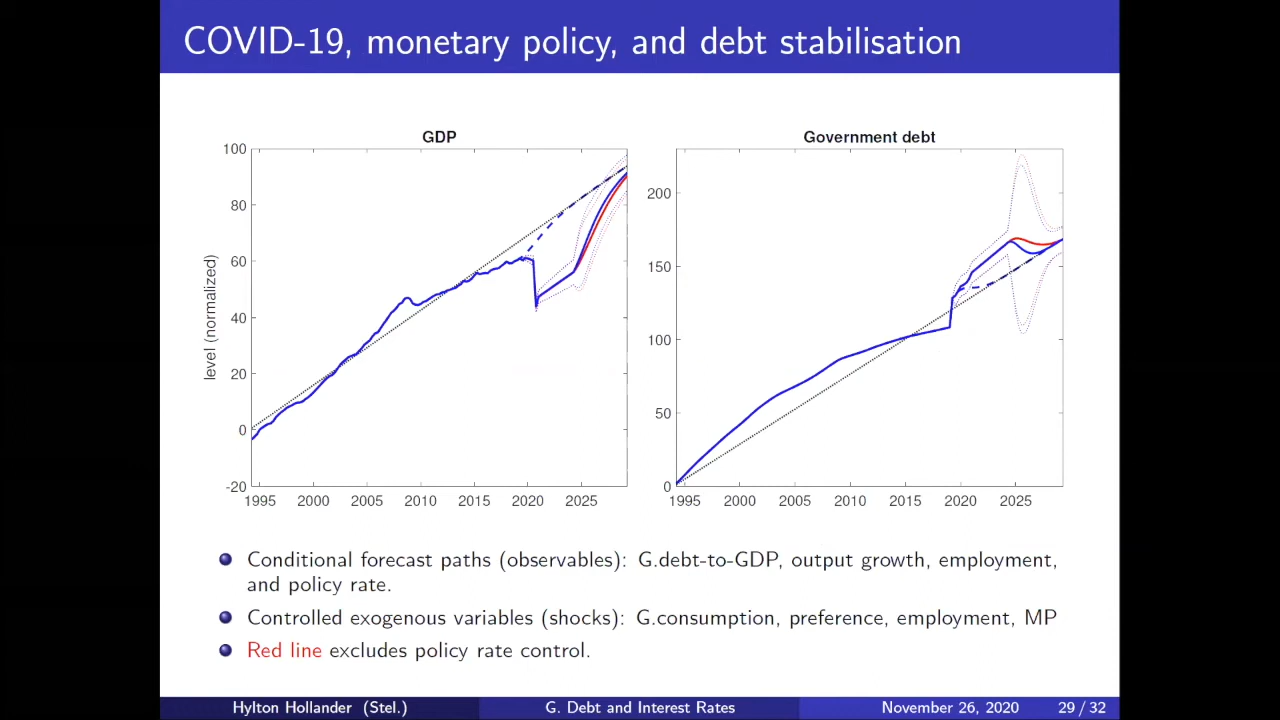 COVID-19, monetary policy, and debt stabilisation
GDP
level (normalized)
100
80
60
40
20
0
-20
1995 2000 2005 2010 2015 2020 2025
Government debt
200
150
100
50
0
1995 2000 2005 2010 2015 2020 2025
Conditional forecast paths (observables): G.debt-to-GDP, output growth, employment,
and policy rate.
Controlled exogenous variables (shocks): G.consumption, preference, employment, MP
Red line excludes policy rate control.
Hylton Hollander (Stel.) G. Debt and Interest Rates November 26, 2020 29 / 32